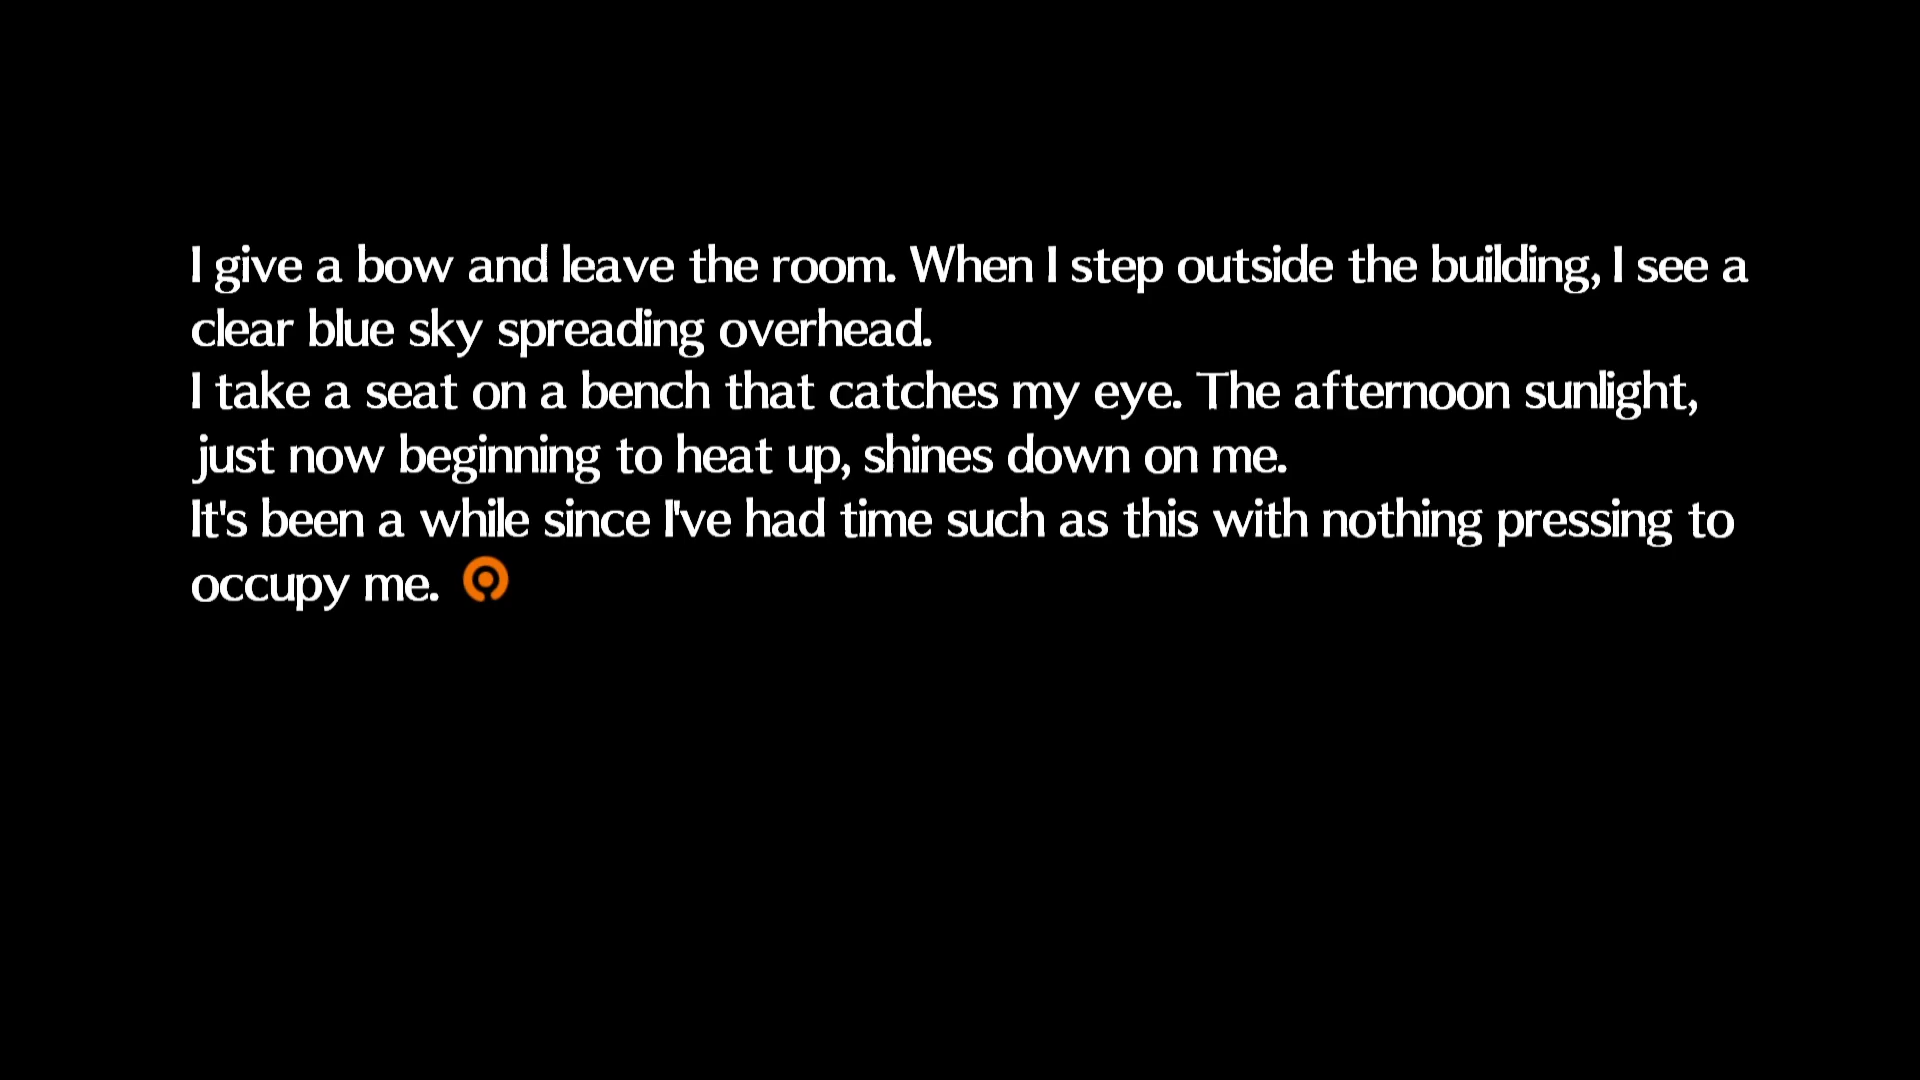 I give a bow and leave the room. When I step outside the building, I see a
clear blue sky spreading overhead.
I take a seat on a bench that catches my eye. The afternoon sunlight,
just now beginning to heat up, shines down on me.
It's been a while since I've had time such as this with nothing pressing to
occupy me.